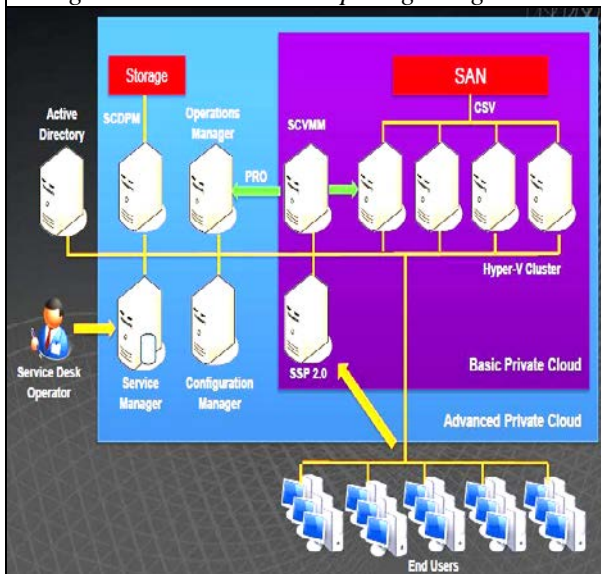 Storage
SAN
CSV
Active
Directory
SCDPM
Operations
Manager
SCVMM
PRO
Hyper-V Cluster
Service Desk
Operator
Service
Manager
Configuration
Manager
SSP 2.0
Basic Private Cloud
Advanced Private Cloud
End Users